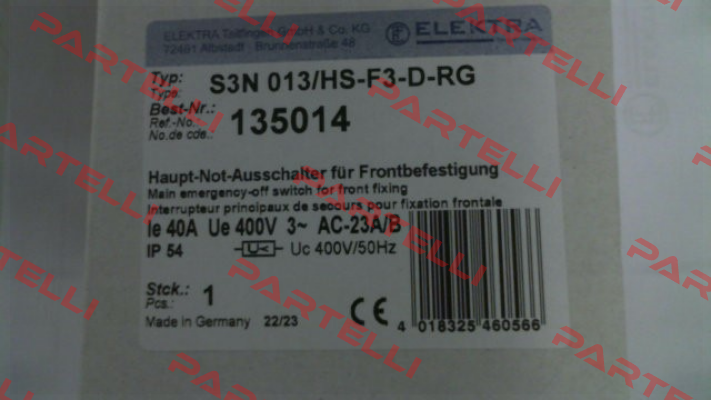 ELEKTRA Tailfingen GmbH & Co. KG
72461 Albstadt · Brunnenstraße 48
ELEKTRA
Typ: S3N 013/HS-F3-D-RG
Type:
Best-Nr.: 135014
Ref.-No.:
No.de cde.:
Haupt-Not-Ausschalter für Frontbefestigung
Main emergency-off switch for front fixing
Interrupteur principaux de secours pour fixation frontale
Ie 40A Ue 400V 3~ AC-23A/B
IP 54 U< Uc 400V/50Hz
Stck.: 1
Pcs.:
CE
Made in Germany 22/23
4 018325 460566
PARTELLI
PARTELLI
PARTELLI
PARTELLI
PARTELLI
PARTELLI
PARTELLI